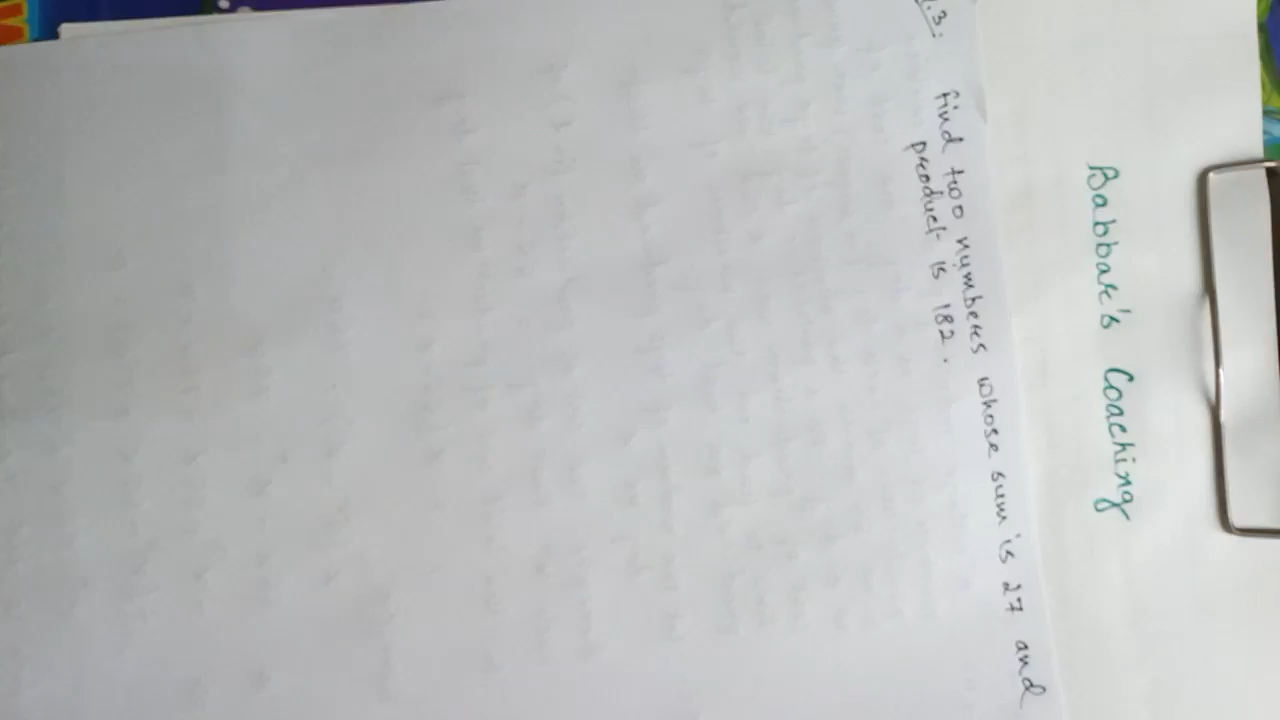 Babbar's Coaching
.3: Find two numbers whose sum is 27 and
product is 182.